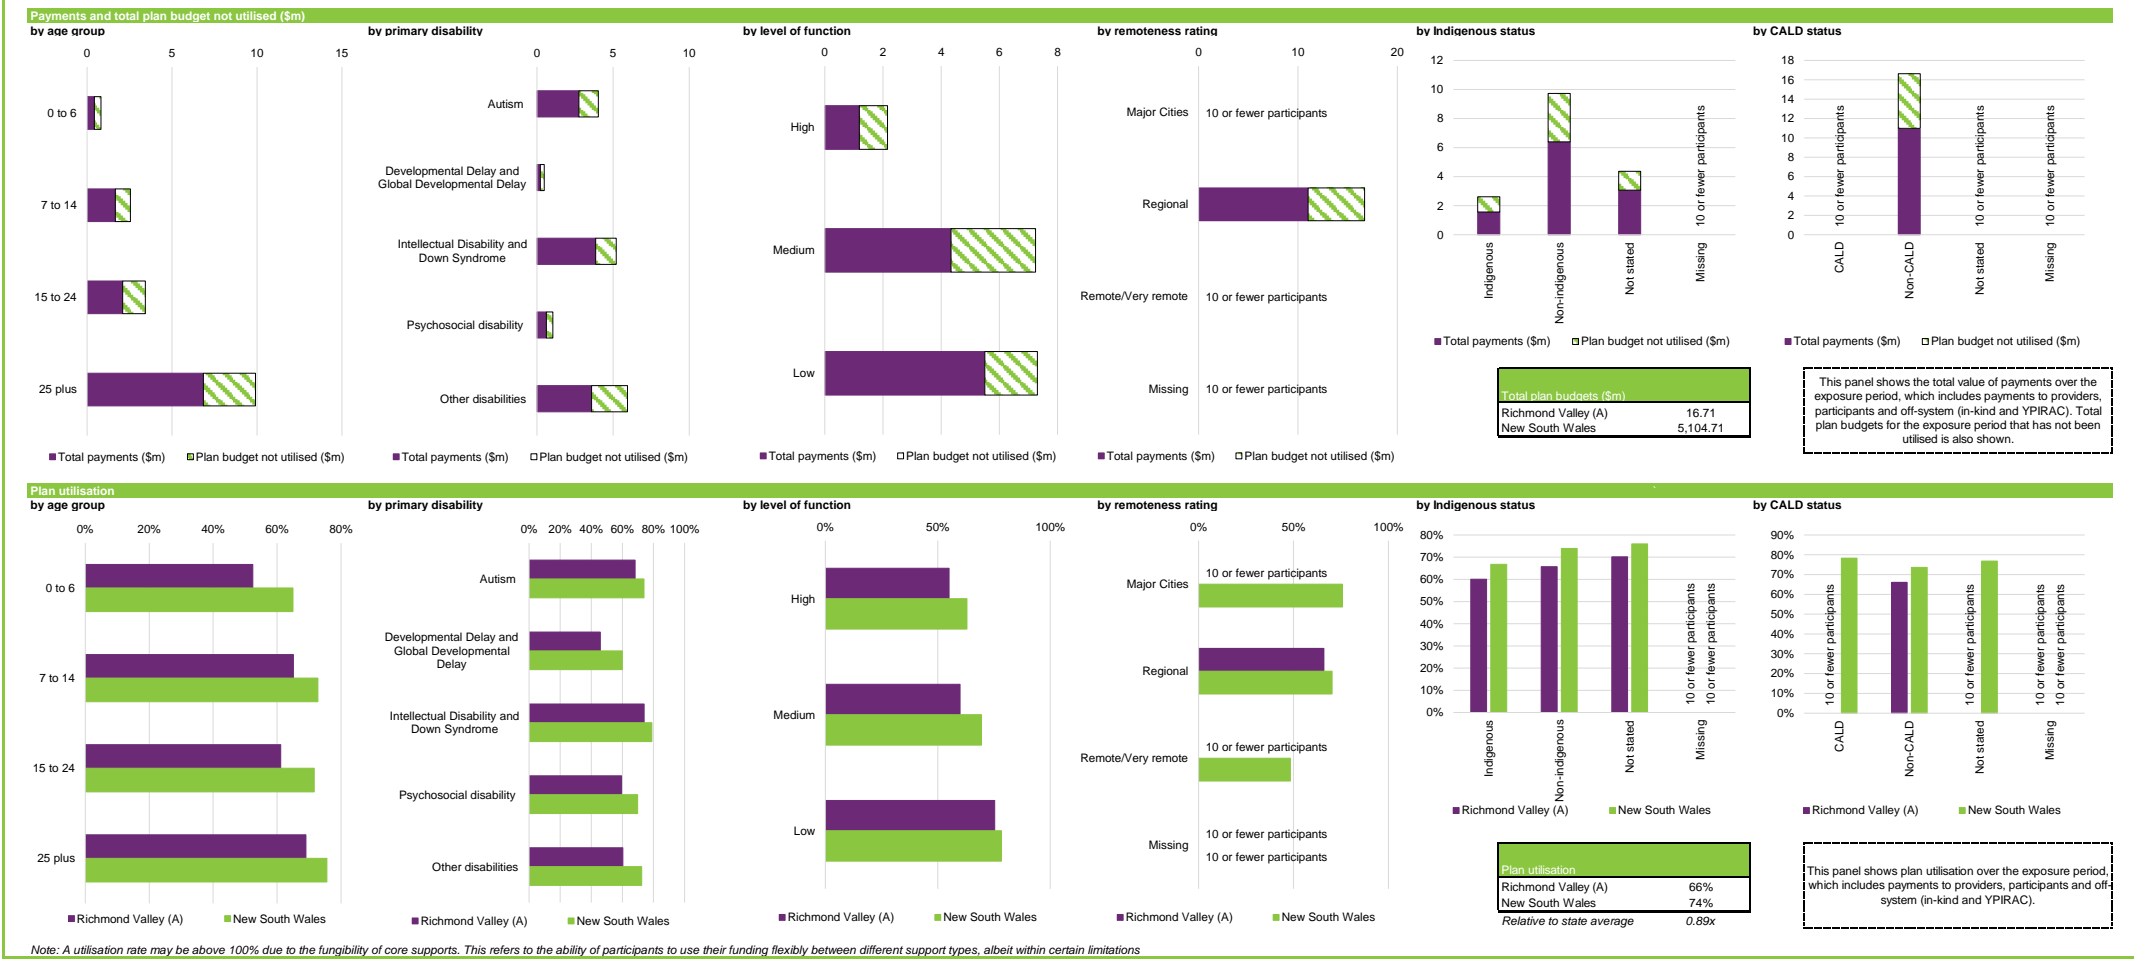 Payments and total plan budget not utilised ($m)
by age group
0 5 10 15
0 to 6
7 to 14
15 to 24
25 plus
Total payments ($m) Plan budget not utilised ($m)
by primary disability
0 5 10
Autism
Developmental Delay and
Global Developmental Delay
Intellectual Disability and
Down Syndrome
Psychosocial disability
Other disabilities
Total payments ($m) Plan budget not utilised ($m)
by level of function
0 2 4 6 8
High
Medium
Low
Total payments ($m) Plan budget not utilised ($m)
by remoteness rating
0 10 20
Major Cities 10 or fewer participants
Regional
Remote/Very remote 10 or fewer participants
Missing 10 or fewer participants
Total payments ($m) Plan budget not utilised ($m)
by Indigenous status
12
10
8
6
4
2
0
10 or fewer participants
Indigenous
Non-indigenous
Not stated
Missing
Total payments ($m) Plan budget not utilised ($m)
Total plan budgets ($m)
Richmond Valley (A) 16.71
New South Wales 5,104.71
by CALD status
18
16
14
12
10
8
6
4
2
0
10 or fewer participants
10 or fewer participants
10 or fewer participants
CALD
Non-CALD
Not stated
Missing
Total payments ($m) Plan budget not utilised ($m)
This panel shows the total value of payments over the
exposure period, which includes payments to providers,
participants and off-system (in-kind and YPIRAC). Total
plan budgets for the exposure period that has not been
utilised is also shown.
Plan utilisation
by age group
0% 20% 40% 60% 80%
0 to 6
7 to 14
15 to 24
25 plus
Richmond Valley (A) New South Wales
by primary disability
0% 20% 40% 60% 80% 100%
Autism
Developmental Delay and
Global Developmental
Delay
Intellectual Disability and
Down Syndrome
Psychosocial disability
Other disabilities
Richmond Valley (A) New South Wales
by level of function
0% 50% 100%
High
Medium
Low
Richmond Valley (A) New South Wales
by remoteness rating
0% 50% 100%
10 or fewer participants
Major Cities
Regional
10 or fewer participants
Remote/Very remote
10 or fewer participants
Missing
10 or fewer participants
Richmond Valley (A) New South Wales
by Indigenous status
80%
70%
60%
50%
40%
30%
20%
10%
0%
10 or fewer participants
10 or fewer participants
Indigenous
Non-indigenous
Not stated
Missing
Richmond Valley (A) New South Wales
Plan utilisation
Richmond Valley (A) 66%
New South Wales 74%
Relative to state average 0.89x
by CALD status
90%
80%
70%
60%
50%
40%
30%
20%
10%
0%
10 or fewer participants
10 or fewer participants
10 or fewer participants
10 or fewer participants
CALD
Non-CALD
Not stated
Missing
Richmond Valley (A) New South Wales
This panel shows plan utilisation over the exposure period,
which includes payments to providers, participants and off-
system (in-kind and YPIRAC).
Note: A utilisation rate may be above 100% due to the fungibility of core supports. This refers to the ability of participants to use their funding flexibly between different support types, albeit within certain limitations